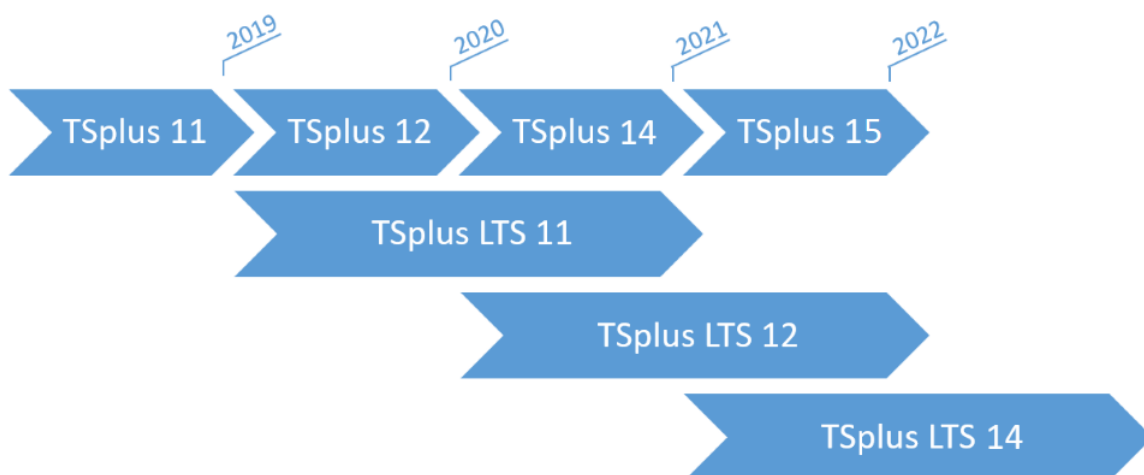 2019
2020
2021
2022
TSplus 11
TSplus 12
TSplus 14
TSplus 15
TSplus LTS 11
TSplus LTS 12
TSplus LTS 14